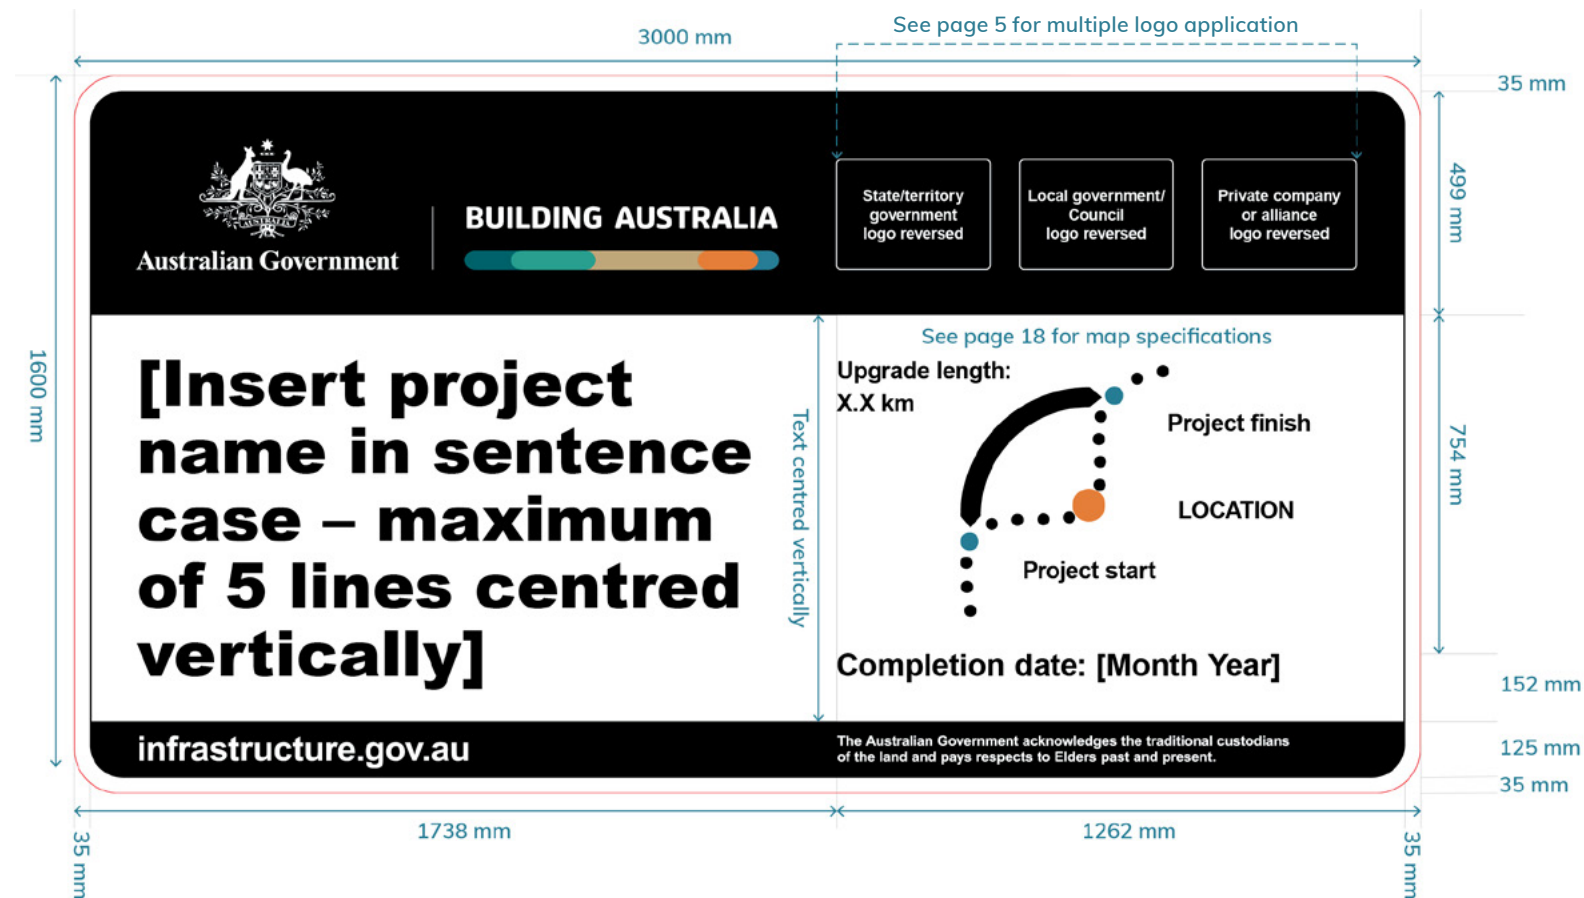 See page 5 for multiple logo application
3000 mm
35 mm
State/territory
government
logo reversed
Local government/
Council
logo reversed
Private company
or alliance
logo reversed
499 mm
BUILDING AUSTRALIA
Australian Government
See page 18 for map specifications
1600 mm
[Insert project
name in sentence
case – maximum
of 5 lines centred
vertically]
Text centred vertically
Upgrade length:
X.X km
Project finish
LOCATION
Project start
754 mm
Completion date: [Month Year]
152 mm
infrastructure.gov.au
The Australian Government acknowledges the traditional custodians
of the land and pays respects to Elders past and present.
125 mm
35 mm
1738 mm
1262 mm
35 mm
35 mm